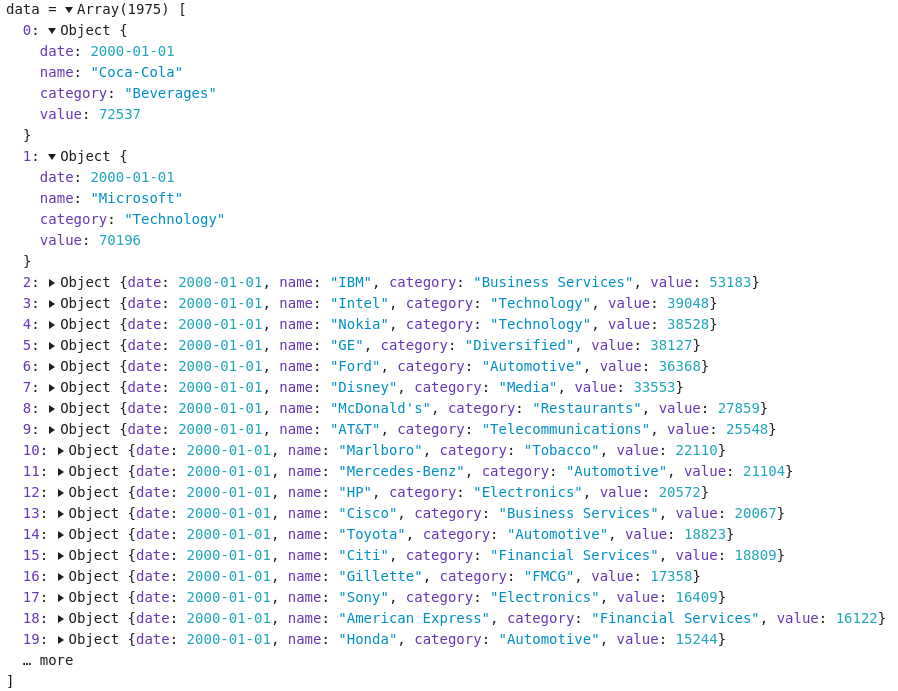 data = ▼Array(1975) [
  0: ▼Object {
    date: 2000-01-01
    name: "Coca-Cola"
    category: "Beverages"
    value: 72537
  }
  1: ▼Object {
    date: 2000-01-01
    name: "Microsoft"
    category: "Technology"
    value: 70196
  }
  2: ▶Object {date: 2000-01-01, name: "IBM", category: "Business Services", value: 53183}
  3: ▶Object {date: 2000-01-01, name: "Intel", category: "Technology", value: 39048}
  4: ▶Object {date: 2000-01-01, name: "Nokia", category: "Technology", value: 38528}
  5: ▶Object {date: 2000-01-01, name: "GE", category: "Diversified", value: 38127}
  6: ▶Object {date: 2000-01-01, name: "Ford", category: "Automotive", value: 36368}
  7: ▶Object {date: 2000-01-01, name: "Disney", category: "Media", value: 33553}
  8: ▶Object {date: 2000-01-01, name: "McDonald's", category: "Restaurants", value: 27859}
  9: ▶Object {date: 2000-01-01, name: "AT&T", category: "Telecommunications", value: 25548}
  10: ▶Object {date: 2000-01-01, name: "Marlboro", category: "Tobacco", value: 22110}
  11: ▶Object {date: 2000-01-01, name: "Mercedes-Benz", category: "Automotive", value: 21104}
  12: ▶Object {date: 2000-01-01, name: "HP", category: "Electronics", value: 20572}
  13: ▶Object {date: 2000-01-01, name: "Cisco", category: "Business Services", value: 20067}
  14: ▶Object {date: 2000-01-01, name: "Toyota", category: "Automotive", value: 18823}
  15: ▶Object {date: 2000-01-01, name: "Citi", category: "Financial Services", value: 18809}
  16: ▶Object {date: 2000-01-01, name: "Gillette", category: "FMCG", value: 17358}
  17: ▶Object {date: 2000-01-01, name: "Sony", category: "Electronics", value: 16409}
  18: ▶Object {date: 2000-01-01, name: "American Express", category: "Financial Services", value: 16122}
  19: ▶Object {date: 2000-01-01, name: "Honda", category: "Automotive", value: 15244}
  … more
]